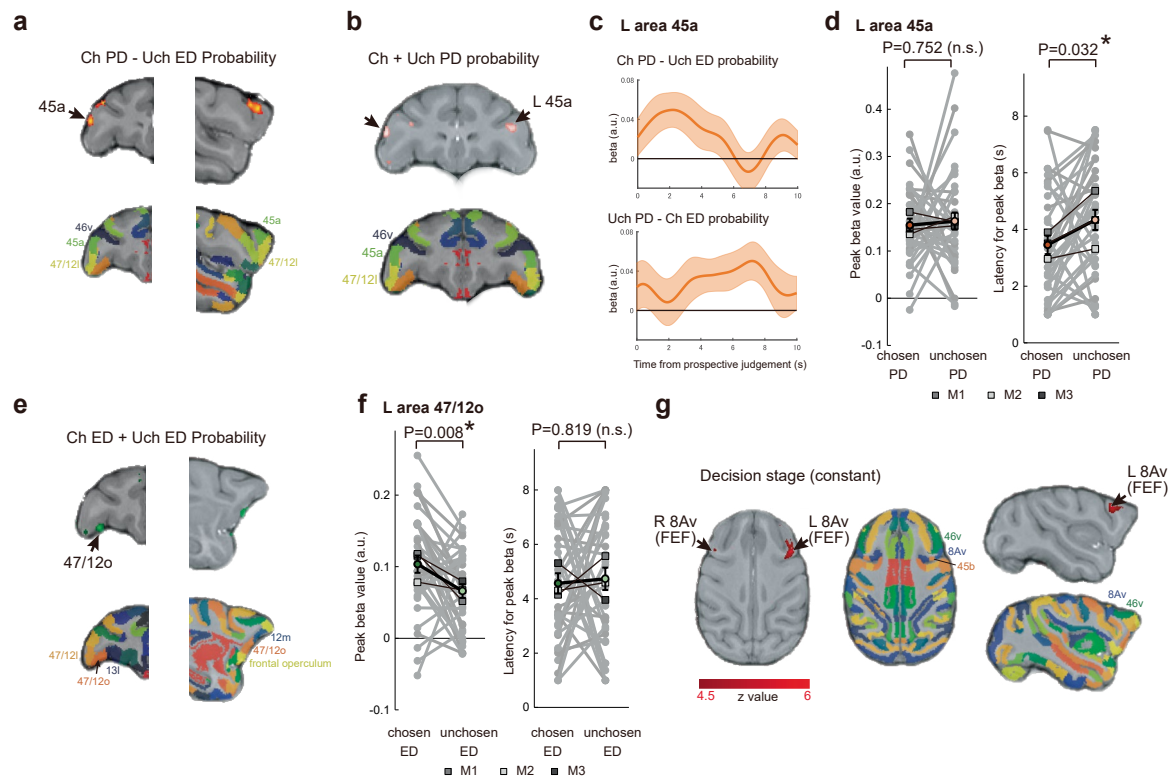 a
Ch PD - Uch ED Probability
45a
46v
45a
47/12l
45a
47/12l
b
Ch + Uch PD probability
L 45a
46v
45a
47/12l
c L area 45a
Ch PD - Uch ED probability
0.08
0.04
0
beta (a.u.)
0 2 4 6 8 10
Uch PD - Ch ED probability
0.08
0.04
0
beta (a.u.)
0 2 4 6 8 10
Time from prospective judgement (s)
d L area 45a
P=0.752 (n.s.)
Peak beta value (a.u.)
0.4
0.3
0.2
0.1
0
-0.1
chosen unchosen
PD PD
P=0.032 *
Latency for peak beta (s)
8
6
4
2
0
chosen unchosen
PD PD
M1 M2 M3
e
Ch ED + Uch ED Probability
47/12o
47/12l
13l
47/12o
12m
47/12o
frontal operculum
f L area 47/12o
P=0.008 *
Peak beta value (a.u.)
0.2
0.1
0
-0.1
chosen unchosen
ED ED
P=0.819 (n.s.)
Latency for peak beta (s)
8
6
4
2
0
chosen unchosen
ED ED
M1 M2 M3
g
Decision stage (constant)
R 8Av
(FEF)
L 8Av
(FEF)
4.5 z value 6
46v
8Av
45b
L 8Av
(FEF)
8Av
46v